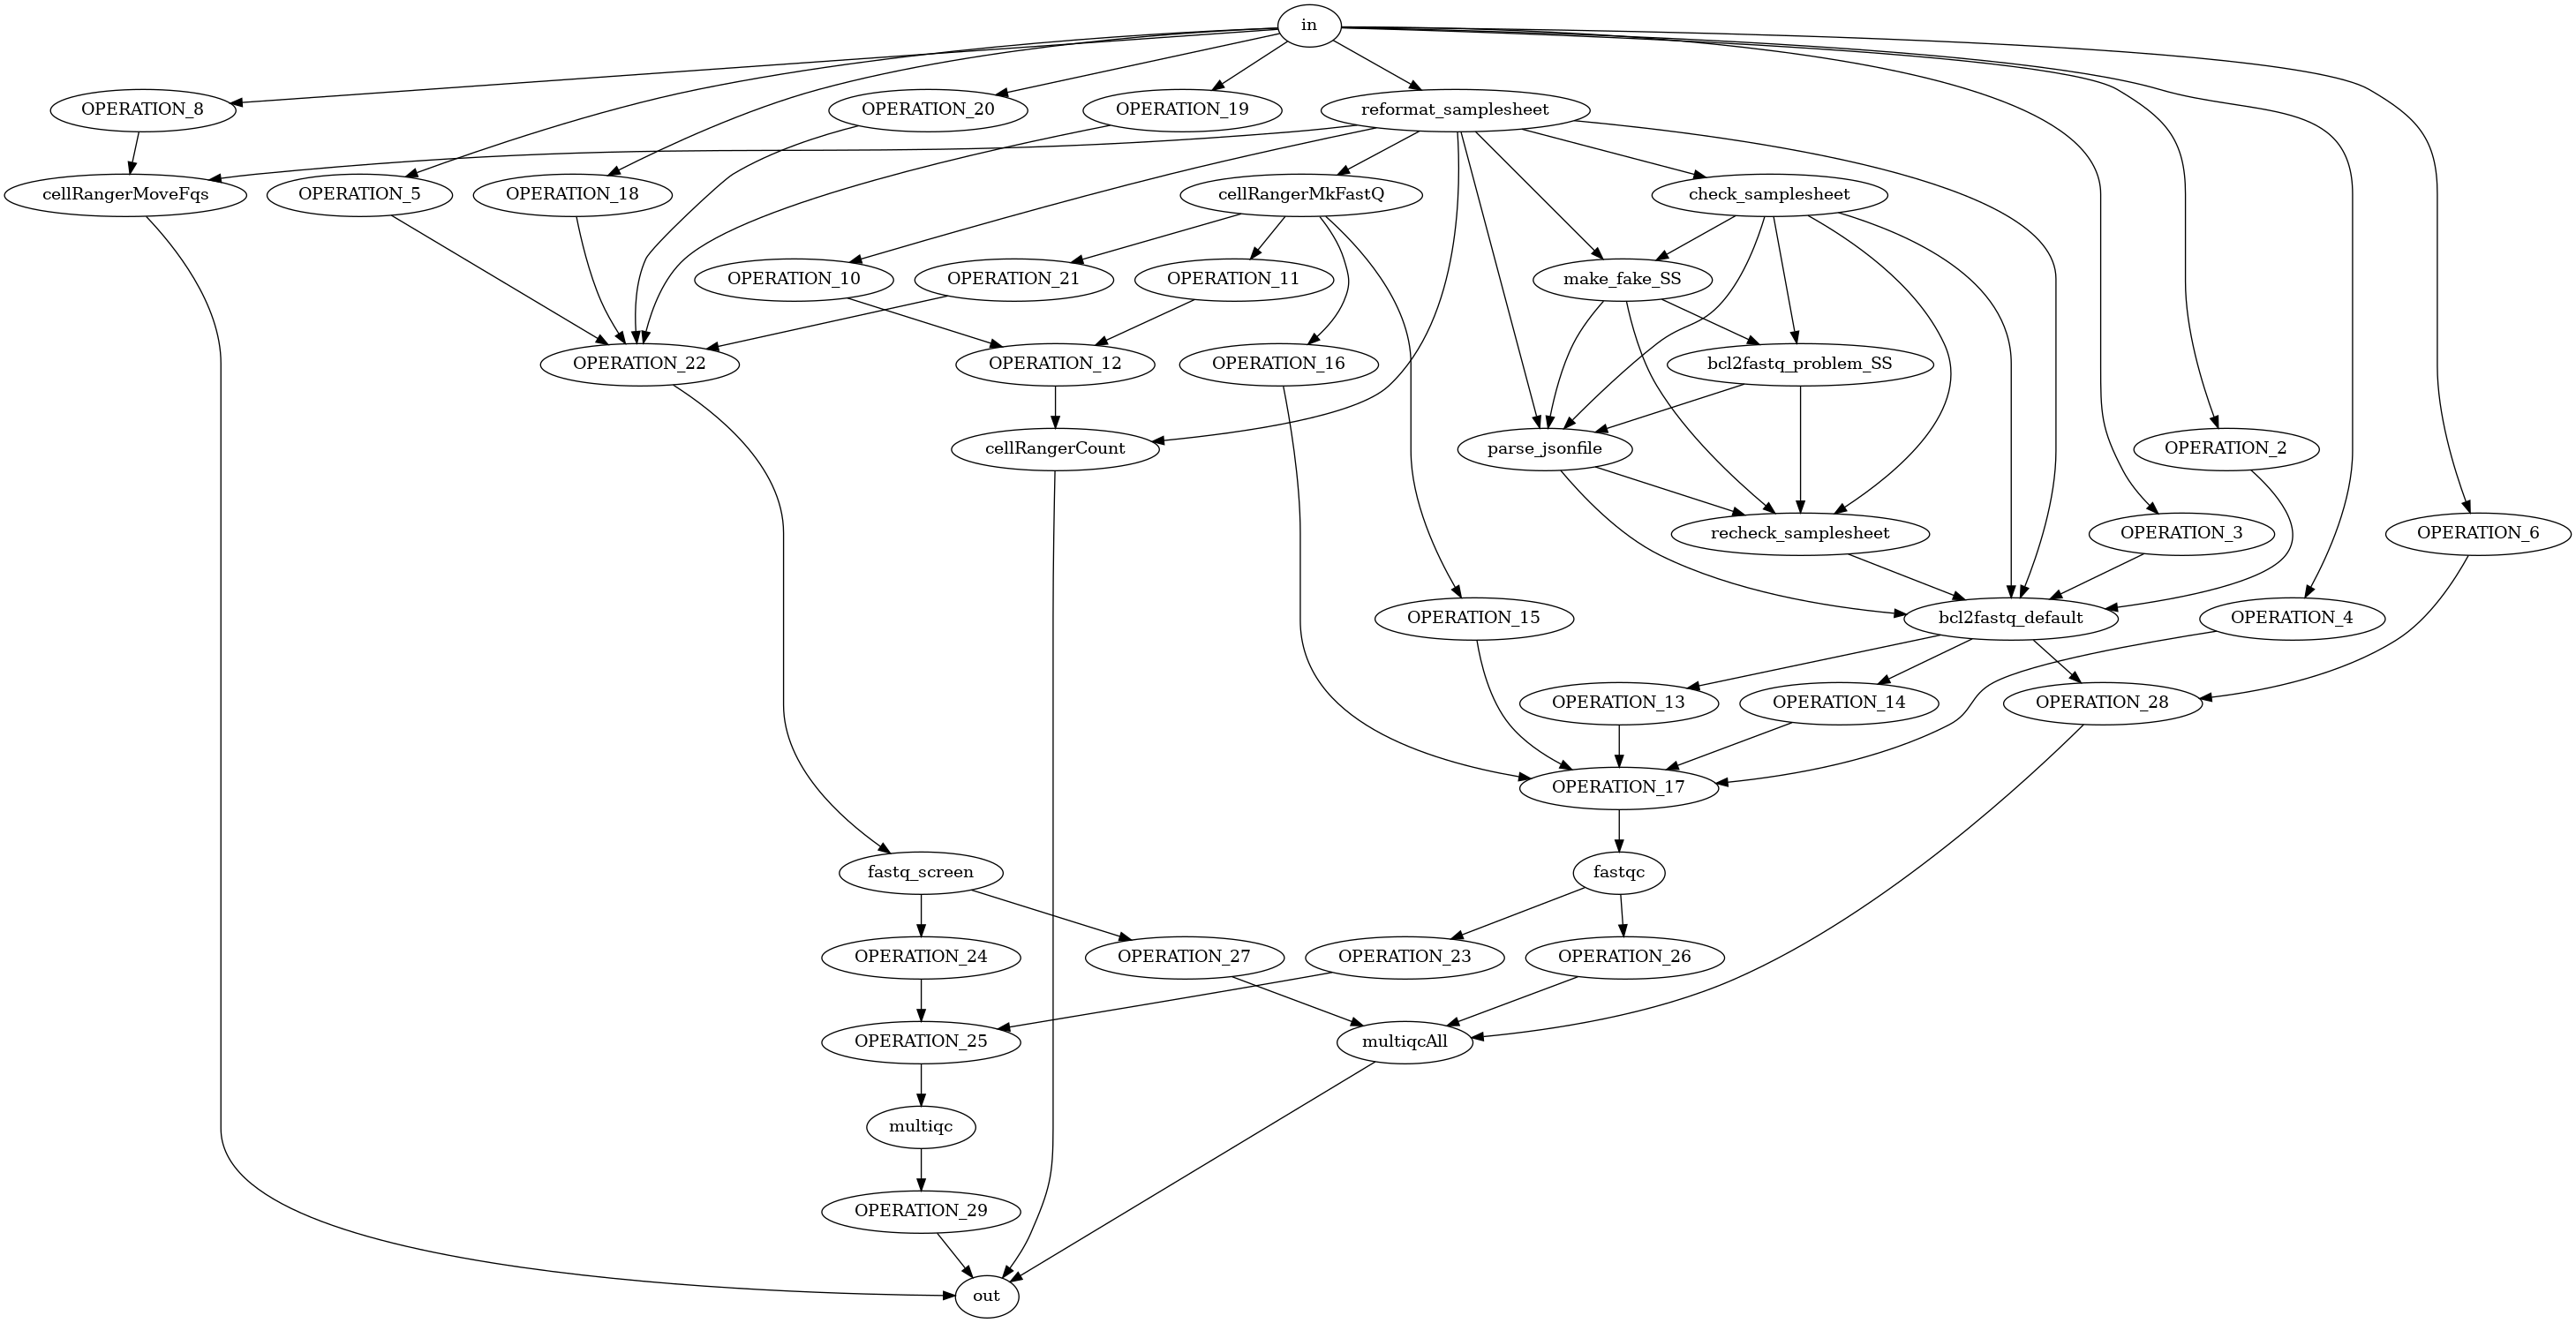 in
OPERATION_8
OPERATION_20
OPERATION_19
reformat_samplesheet
cellRangerMoveFqs
OPERATION_5
OPERATION_18
cellRangerMkFastQ
check_samplesheet
OPERATION_10
OPERATION_21
OPERATION_11
make_fake_SS
OPERATION_22
OPERATION_12
OPERATION_16
bcl2fastq_problem_SS
cellRangerCount
parse_jsonfile
OPERATION_2
recheck_samplesheet
OPERATION_3
OPERATION_6
OPERATION_15
bcl2fastq_default
OPERATION_4
OPERATION_13
OPERATION_14
OPERATION_28
OPERATION_17
fastq_screen
fastqc
OPERATION_24
OPERATION_27
OPERATION_23
OPERATION_26
OPERATION_25
multiqcAll
multiqc
OPERATION_29
out